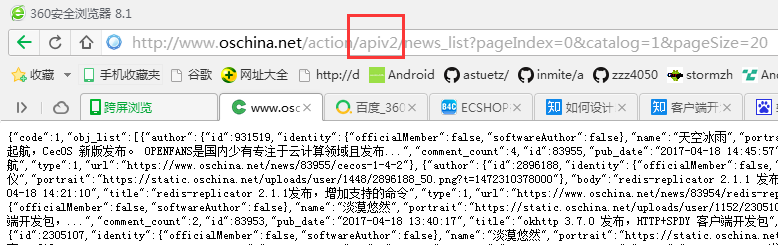 360安全浏览器 8.1
http://www.oschina.net/action/apiv2/news_list?pageIndex=0&catalog=1&pageSize=20
收藏 手机收藏夹 谷歌 网址大全 d Android astuetz/ inmite/a zzz4050 stormzh Ad
跨屏浏览 www.osc 百度_360 ECSHOP 如何设计 客户端开
{"code":1,"obj_list":[{"author":{"id":931519,"identity":{"officialMember":false,"softwareAuthor":false},"name":"天空冰雨","portra
起航，CecOS 新版发布。 OPENFANS是国内少有专注于云计算领域且发布...","comment_count":4,"id":83955,"pub_date":"2017-04-18 14:45:57"
航","type":1,"url":"https://www.oschina.net/news/83955/cecos-1-4-2"},{"author":{"id":2896188,"identity":{"officialMember":false,
仪","portrait":"https://static.oschina.net/uploads/user/1448/2896188_50.png?t=1472310378000"},"body":"redis-replicator 2.1.1 发布
04-18 14:21:10","title":"redis-replicator 2.1.1发布，增加支持的命令","type":1,"url":"https://www.oschina.net/news/83954/redis-rep
{"officialMember":false,"softwareAuthor":false},"name":"淡漠悠然","portrait":"https://static.oschina.net/uploads/user/1152/230510
端开发包，...","comment_count":2,"id":83953,"pub_date":"2017-04-18 13:40:17","title":"okhttp 3.7.0 发布，HTTP+SPDY 客户端开发包"
{"id":2305107,"identity":{"officialMember":false,"softwareAuthor":false},"name":"淡漠悠然","portrait":"https://static.oschina.ne